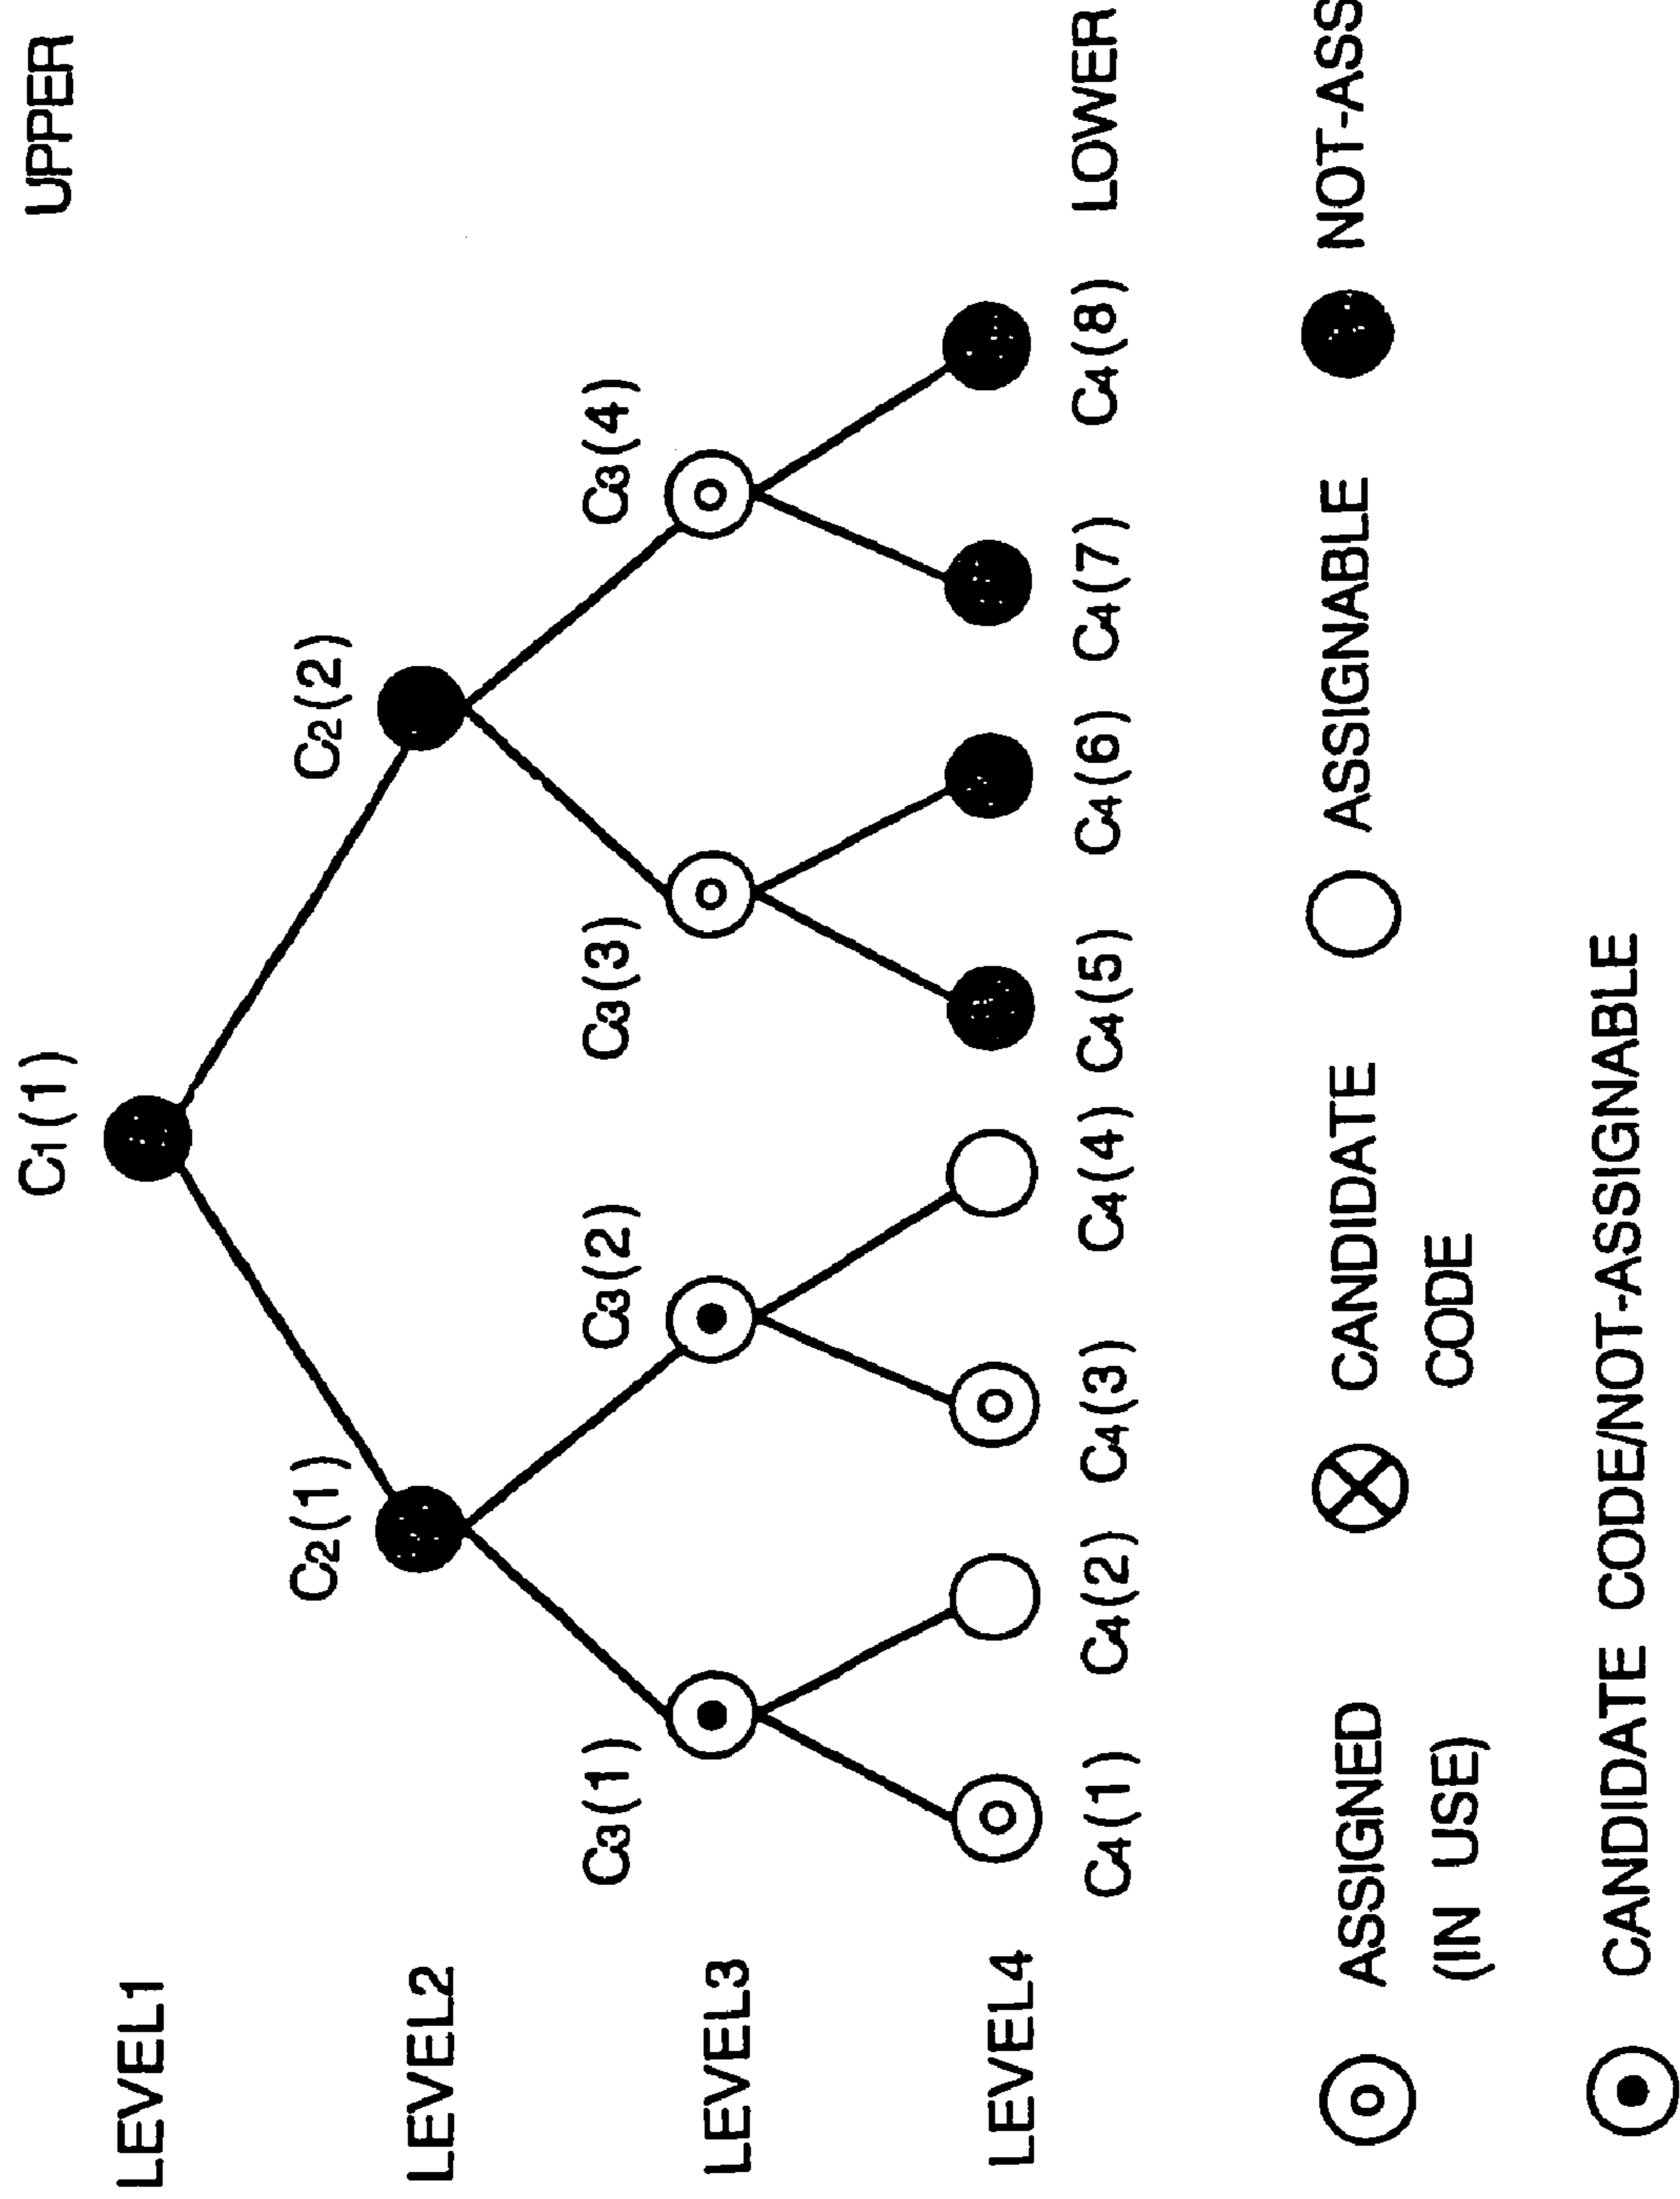 UPPER
C1(1)
LEVEL1
C2(1) C2(2)
LEVEL2
C3(1) C3(2) C3(3) C3(4)
LEVEL3
LEVEL4
C4(1) C4(2) C4(3) C4(4) C4(5) C4(6) C4(7) C4(8) LOWER
ASSIGNED CANDIDATE ASSIGNABLE NOT-ASS
(IN USE) CODE
CANDIDATE CODE/NOT-ASSIGNABLE